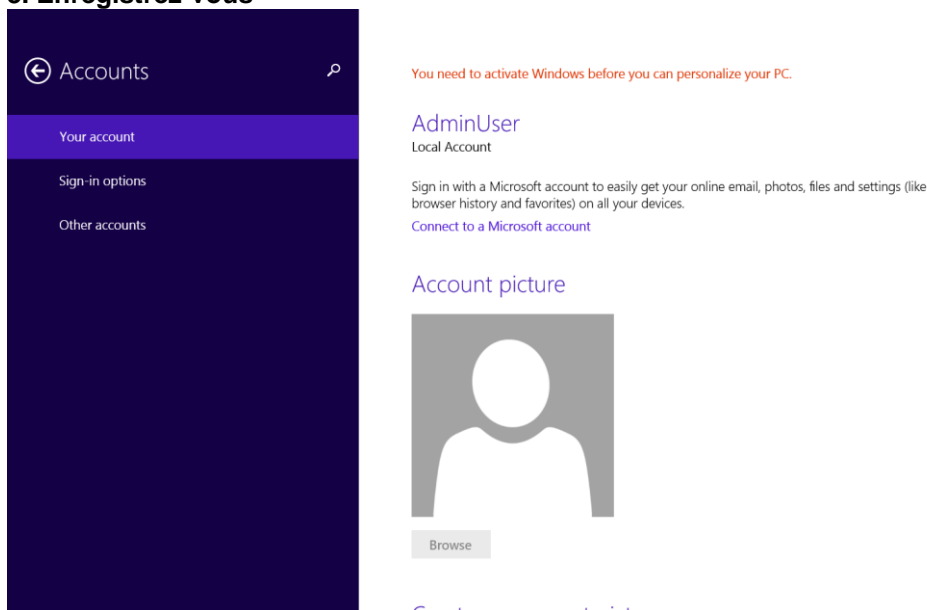 Accounts
Your account
Sign-in options
Other accounts
You need to activate Windows before you can personalize your PC.
AdminUser
Local Account
Sign in with a Microsoft account to easily get your online email, photos, files and settings (like
browser history and favorites) on all your devices.
Connect to a Microsoft account
Account picture
Browse